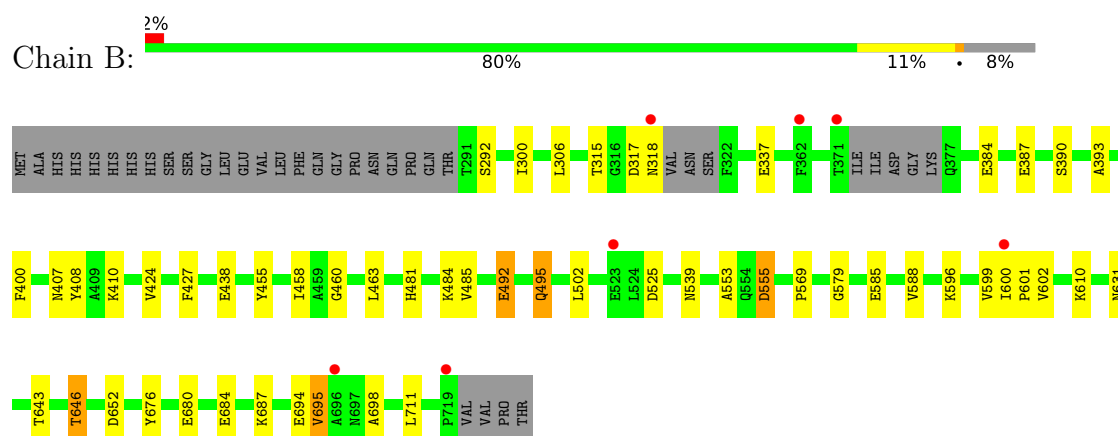 2%
Chain B:
80% 11% • 8%
MET ALA HIS HIS HIS HIS HIS HIS SER SER GLY LEU GLU VAL LEU PHE GLN GLY PRO ASN GLN PRO GLN THR T291 S292 I300 L306 T315 G316 D317 N318 VAL ASN SER F322 E337 F362 T371 ILE ILE ASP GLY LYS Q377 E384 E387 S390 A393
F400 N407 Y408 A409 K410 V424 F427 E438 Y455 I458 A459 G460 L463 H481 K484 V485 E492 Q495 L502 E523 L524 D525 N539 A553 Q554 D555 P569 G579 E585 V588 K596 V599 I600 P601 V602 K610 N631
T643 T646 D652 Y676 E680 E684 K687 E694 V695 A696 N697 A698 L711 P719 VAL VAL PRO THR